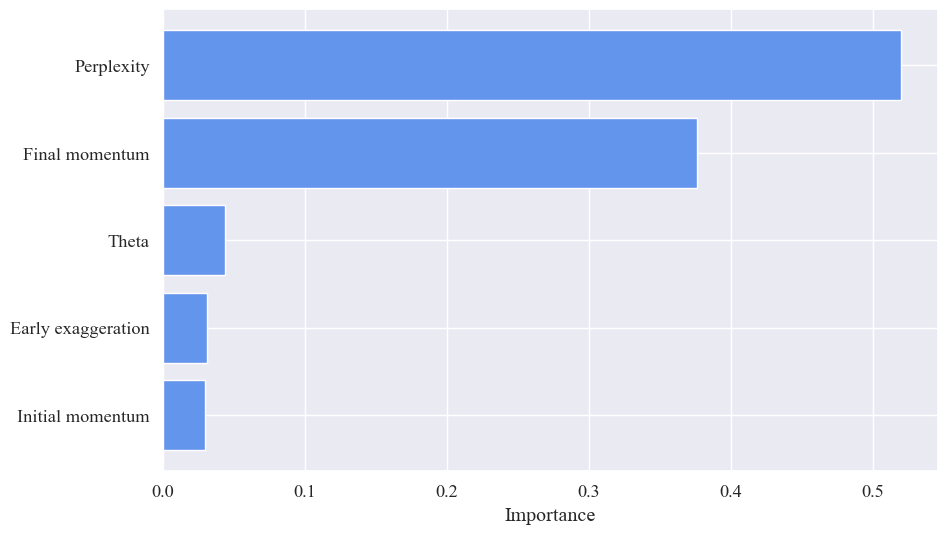 Perplexity
Final momentum
Theta
Early exaggeration
Initial momentum
0.0 0.1 0.2 0.3 0.4 0.5
Importance